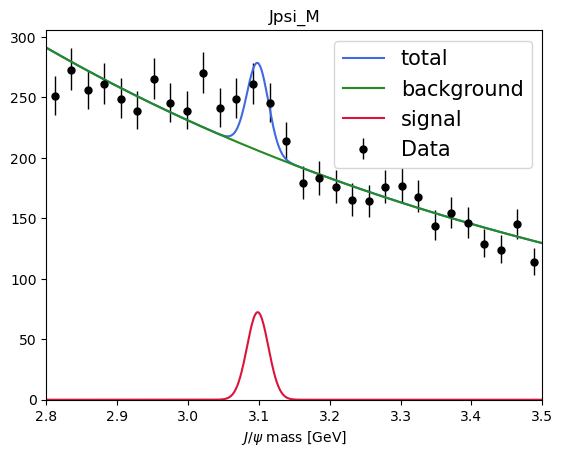 Jpsi_M
total
background
signal
Data
300
250
200
150
100
50
0
2.8 2.9 3.0 3.1 3.2 3.3 3.4 3.5
J/ψ mass [GeV]